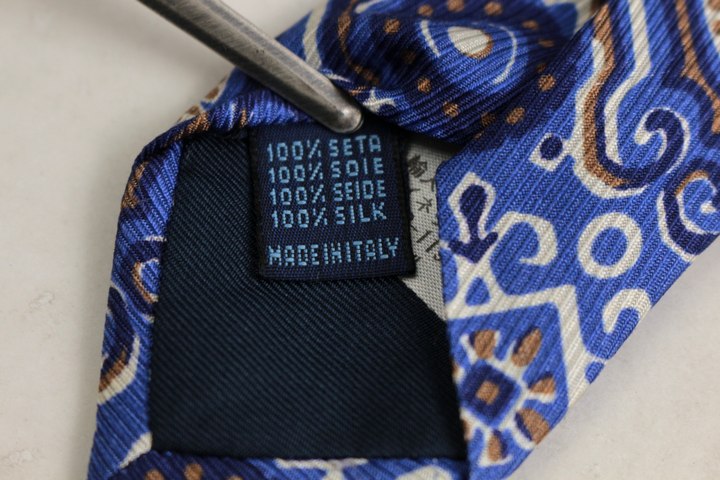 100% SETA
100% SOIE
100% SEIDE
100% SILK
MADE IN ITALY